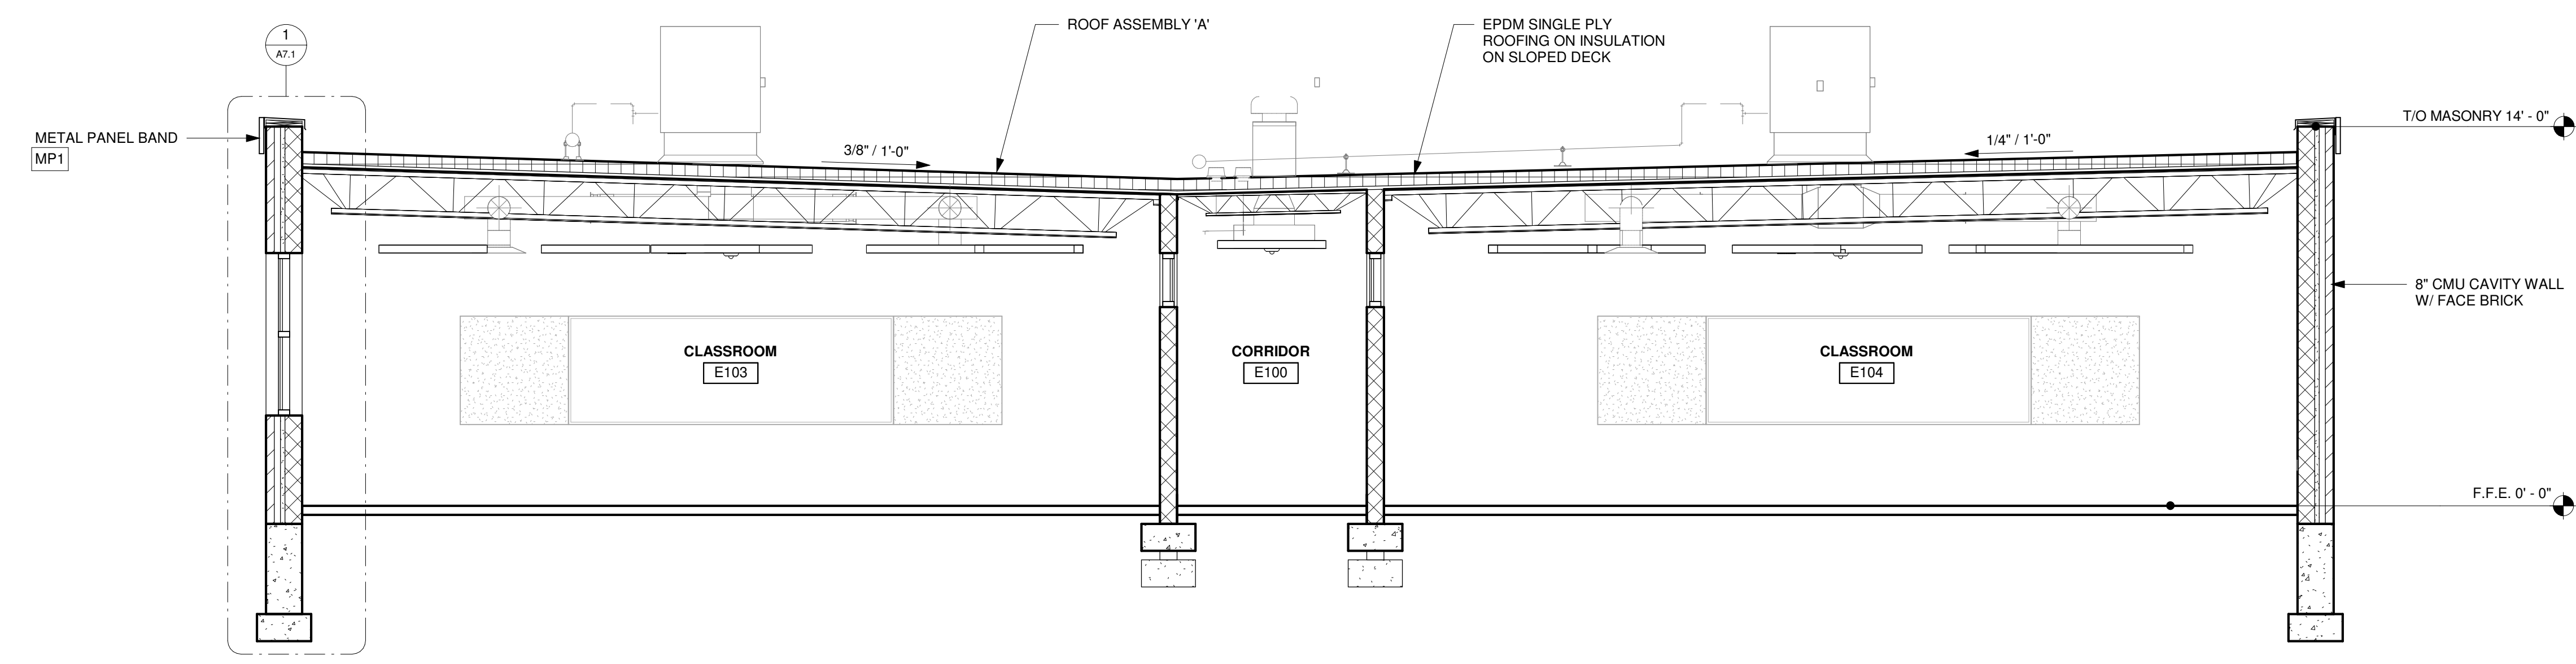 1
A7.1
METAL PANEL BAND
MP1
ROOF ASSEMBLY 'A'
EPDM SINGLE PLY
ROOFING ON INSULATION
ON SLOPED DECK
3/8" / 1'-0"
1/4" / 1'-0"
T/O MASONRY 14' - 0"
8" CMU CAVITY WALL
W/ FACE BRICK
CLASSROOM
E103
CORRIDOR
E100
CLASSROOM
E104
F.F.E. 0' - 0"